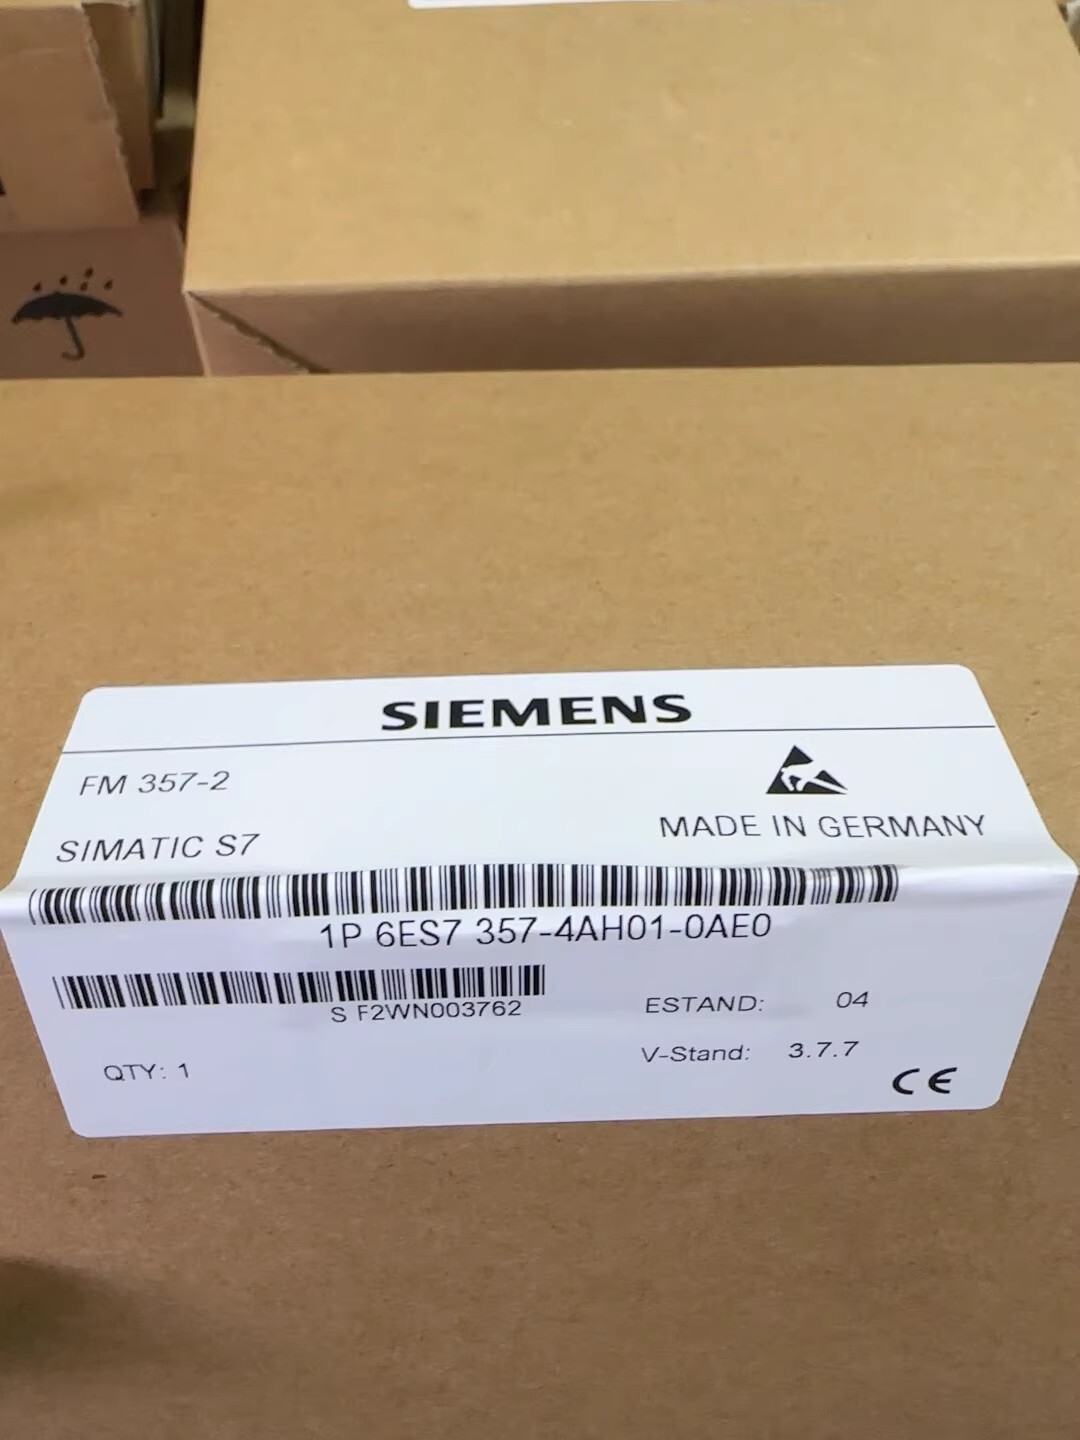 SIEMENS
FM 357-2
SIMATIC S7
MADE IN GERMANY
1P 6ES7 357-4AH01-0AE0
S F2WN003762
ESTAND: 04
V-Stand: 3.7.7
QTY: 1
CE